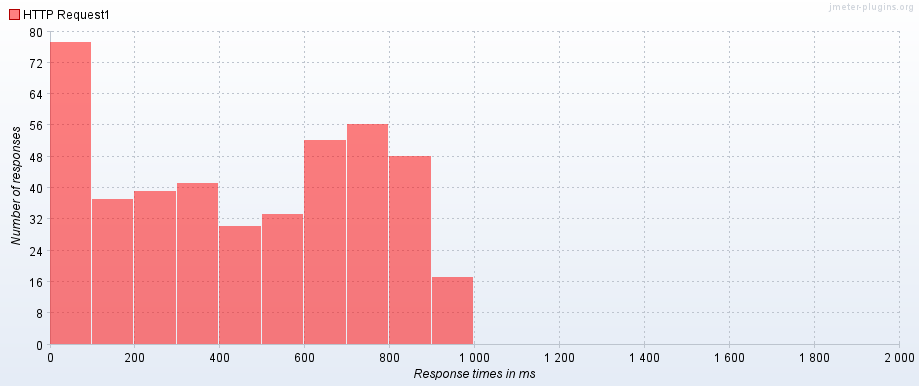 jmeter-plugins.org
HTTP Request1
80
72
64
56
48
40
32
24
16
8
0
Number of responses
0 200 400 600 800 1 000 1 200 1 400 1 600 1 800 2 000
Response times in ms